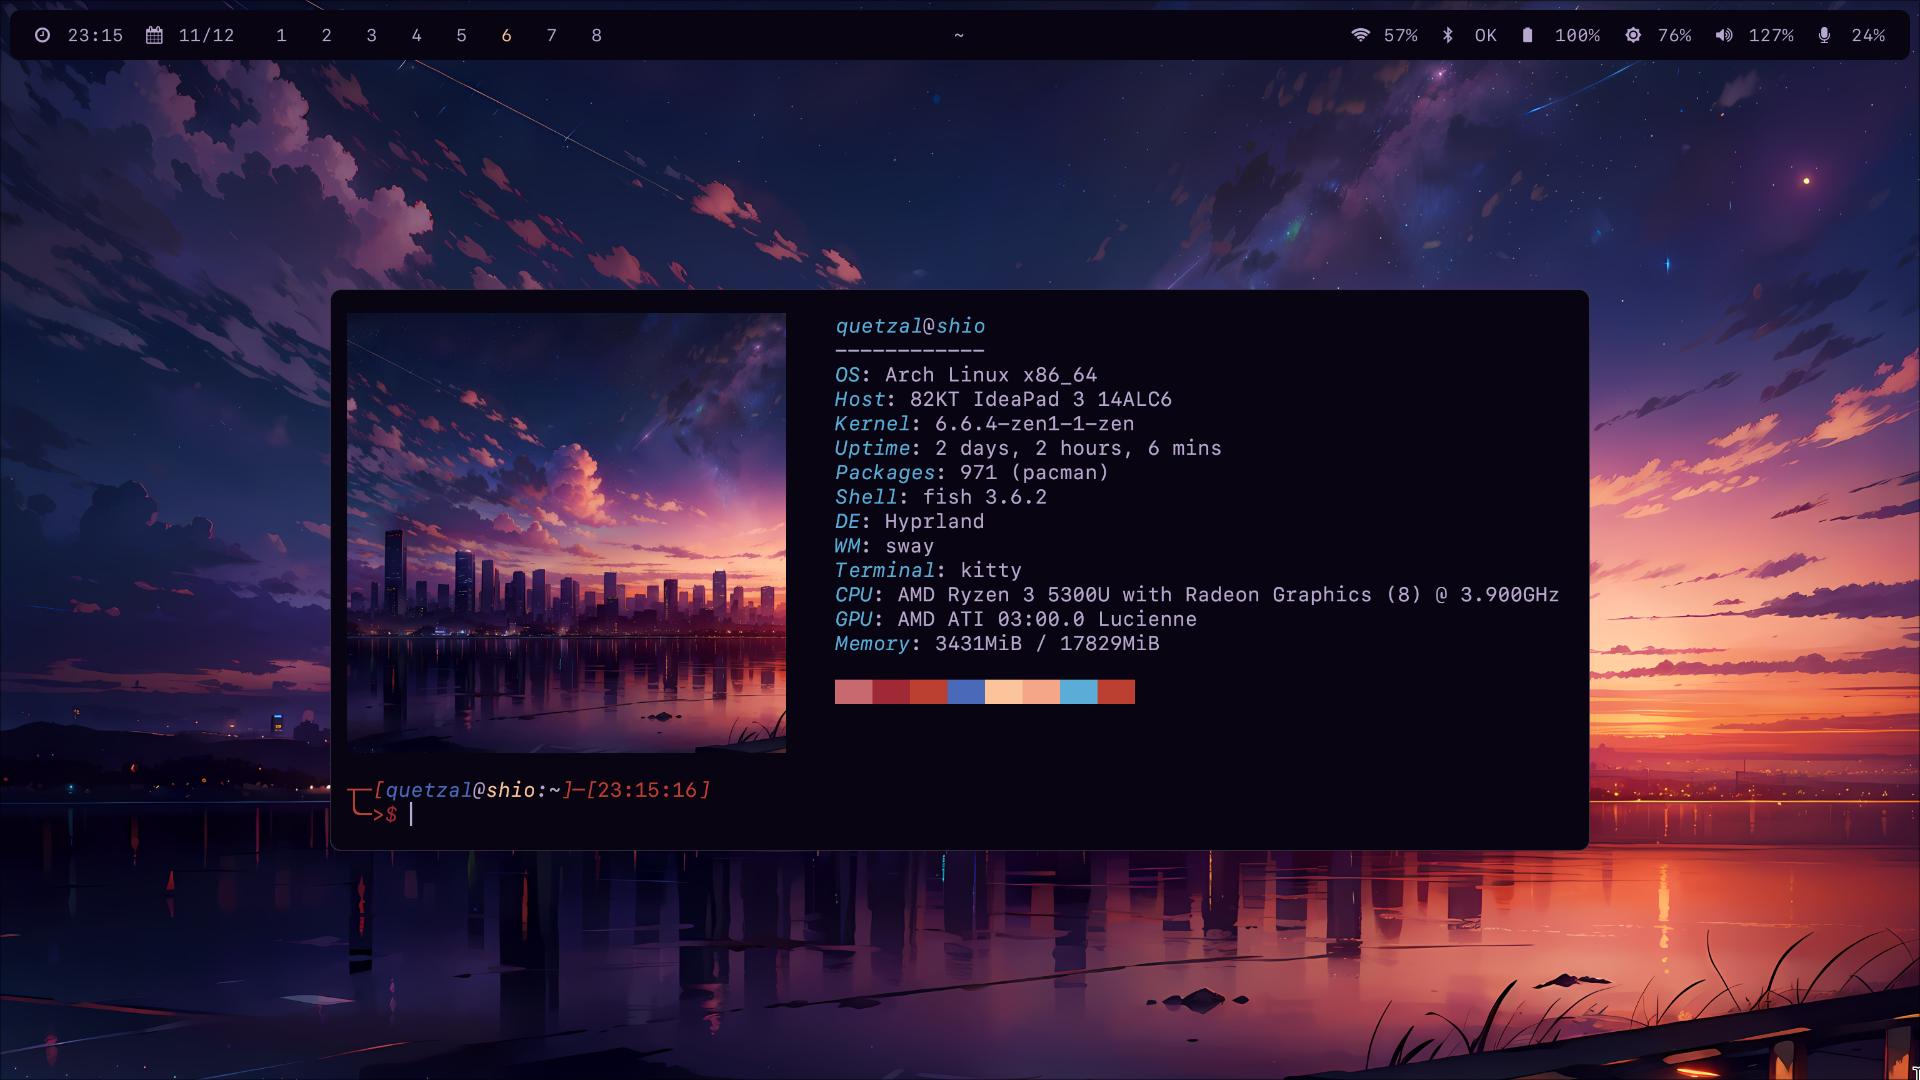 23:15 11/12 1 2 3 4 5 6 7 8 ~ 57% OK 100% 76% 127% 24%
quetzal@shio
------------
OS: Arch Linux x86_64
Host: 82KT IdeaPad 3 14ALC6
Kernel: 6.6.4-zen1-1-zen
Uptime: 2 days, 2 hours, 6 mins
Packages: 971 (pacman)
Shell: fish 3.6.2
DE: Hyprland
WM: sway
Terminal: kitty
CPU: AMD Ryzen 3 5300U with Radeon Graphics (8) @ 3.900GHz
GPU: AMD ATI 03:00.0 Lucienne
Memory: 3431MiB / 17829MiB
┬─[quetzal@shio:~]─[23:15:16]
╰─>$